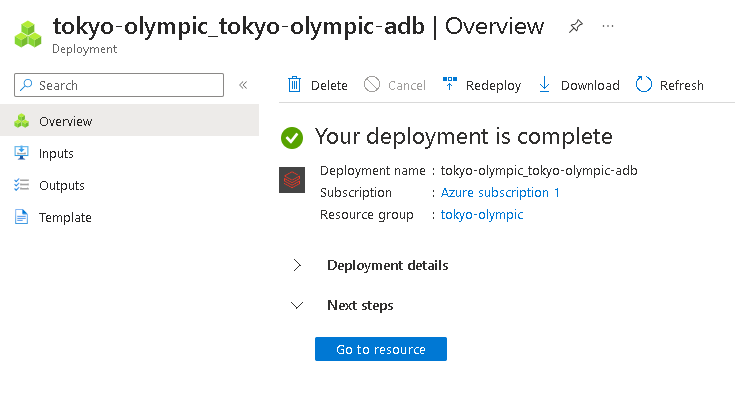 tokyo-olympic_tokyo-olympic-adb | Overview
Deployment
Search
Overview
Inputs
Outputs
Template
Delete Cancel Redeploy Download Refresh
Your deployment is complete
Deployment name : tokyo-olympic_tokyo-olympic-adb
Subscription : Azure subscription 1
Resource group : tokyo-olympic
Deployment details
Next steps
Go to resource